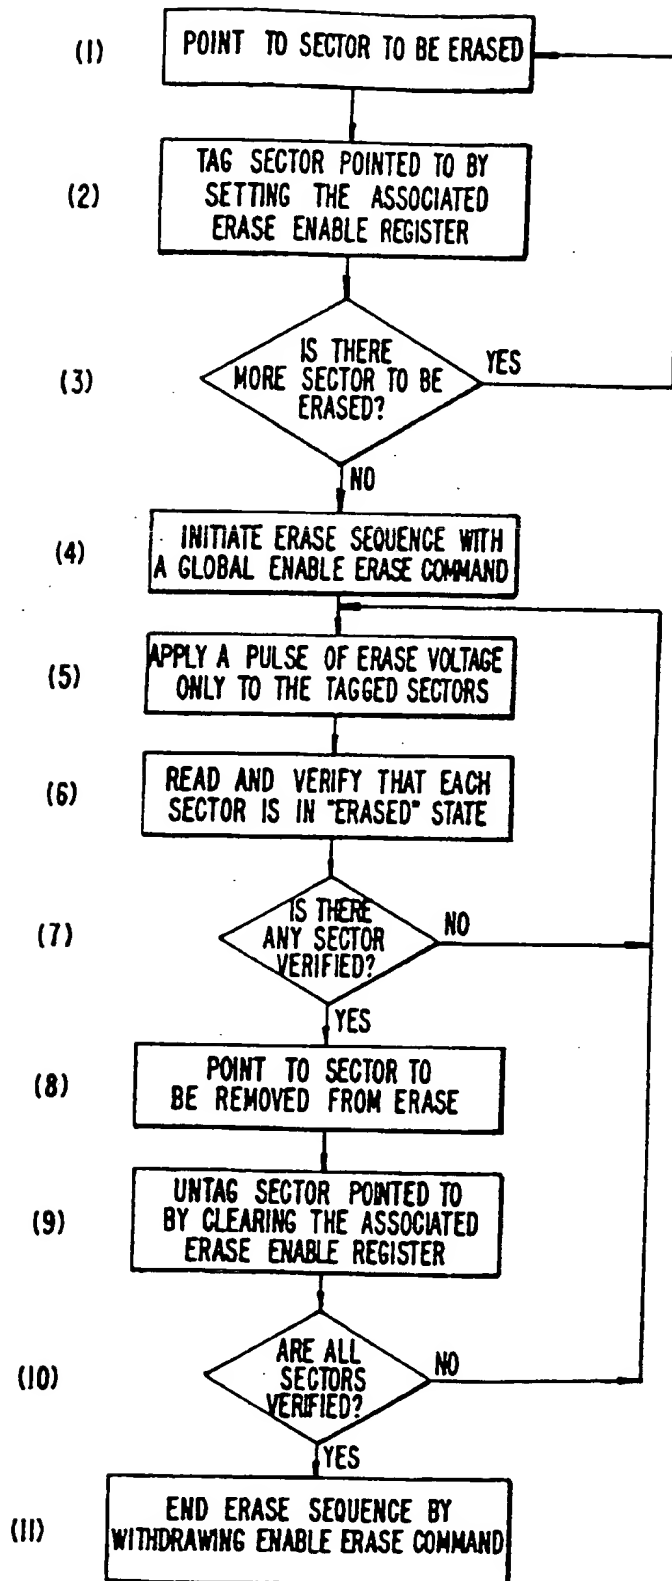 (1) POINT TO SECTOR TO BE ERASED
(2) TAG SECTOR POINTED TO BY
SETTING THE ASSOCIATED
ERASE ENABLE REGISTER
(3) IS THERE
MORE SECTOR TO BE
ERASED?
YES
NO
(4) INITIATE ERASE SEQUENCE WITH
A GLOBAL ENABLE ERASE COMMAND
(5) APPLY A PULSE OF ERASE VOLTAGE
ONLY TO THE TAGGED SECTORS
(6) READ AND VERIFY THAT EACH
SECTOR IS IN "ERASED" STATE
(7) IS THERE
ANY SECTOR
VERIFIED?
NO
YES
(8) POINT TO SECTOR TO
BE REMOVED FROM ERASE
(9) UNTAG SECTOR POINTED TO
BY CLEARING THE ASSOCIATED
ERASE ENABLE REGISTER
(10) ARE ALL
SECTORS
VERIFIED?
NO
YES
(11) END ERASE SEQUENCE BY
WITHDRAWING ENABLE ERASE COMMAND